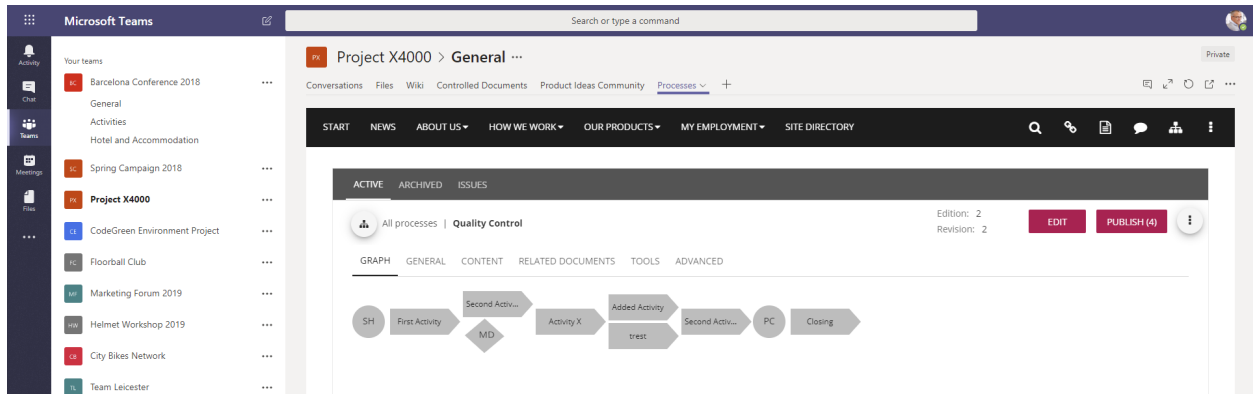 Microsoft Teams
Search or type a command
Activity
Chat
Teams
Meetings
Files
Your teams
BC Barcelona Conference 2018
General
Activities
Hotel and Accommodation
SC Spring Campaign 2018
PX Project X4000
CE CodeGreen Environment Project
FC Floorball Club
MF Marketing Forum 2019
HW Helmet Workshop 2019
CB City Bikes Network
TL Team Leicester
PX Project X4000 > General ···
Private
Conversations Files Wiki Controlled Documents Product Ideas Community Processes
START NEWS ABOUT US HOW WE WORK OUR PRODUCTS MY EMPLOYMENT SITE DIRECTORY
ACTIVE ARCHIVED ISSUES
All processes | Quality Control
Edition: 2
Revision: 2
EDIT PUBLISH (4)
GRAPH GENERAL CONTENT RELATED DOCUMENTS TOOLS ADVANCED
SH
First Activity
Second Activ...
MD
Activity X
Added Activity
trest
Second Activ...
PC
Closing